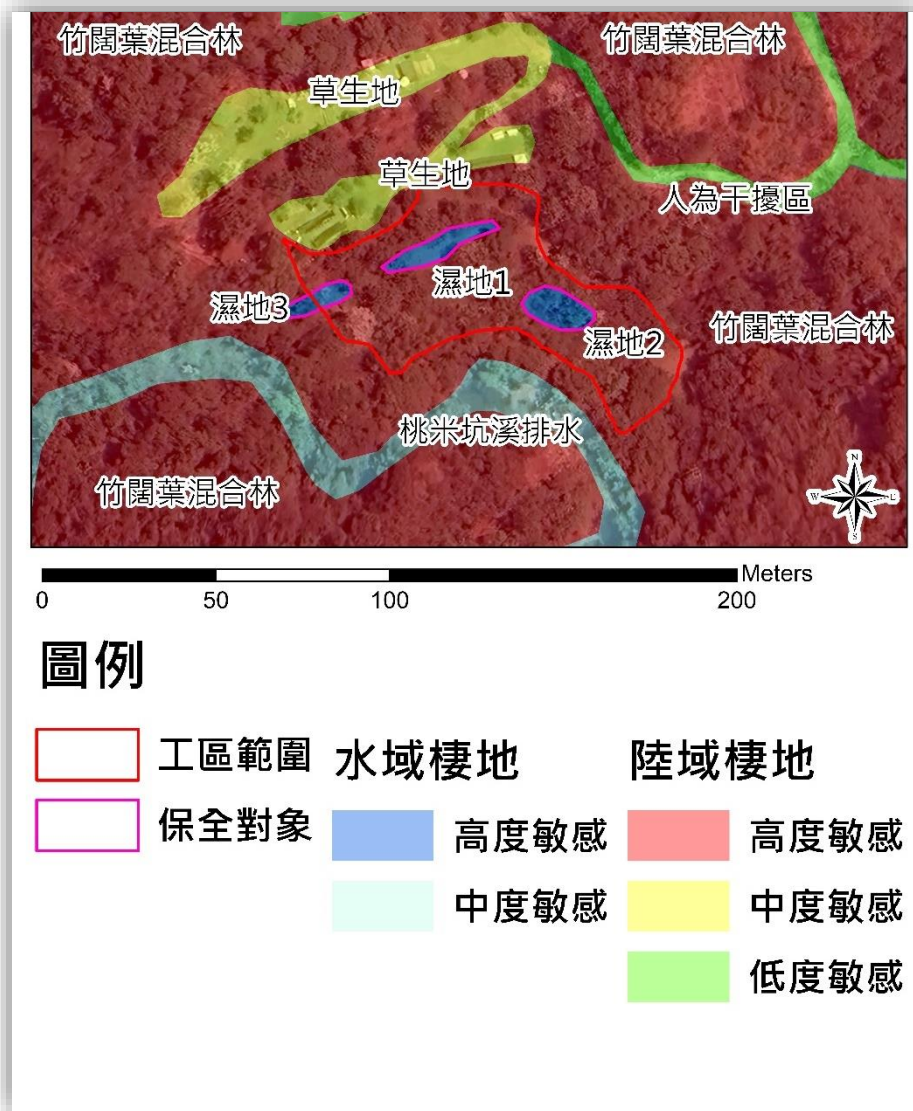 竹闊葉混合林
竹闊葉混合林
草生地
草生地
人為干擾區
濕地1
濕地3
濕地2
竹闊葉混合林
桃米坑溪排水
竹闊葉混合林
N
W E
S
Meters
0 50 100 200
圖例
工區範圍
保全對象
水域棲地
高度敏感
中度敏感
陸域棲地
高度敏感
中度敏感
低度敏感